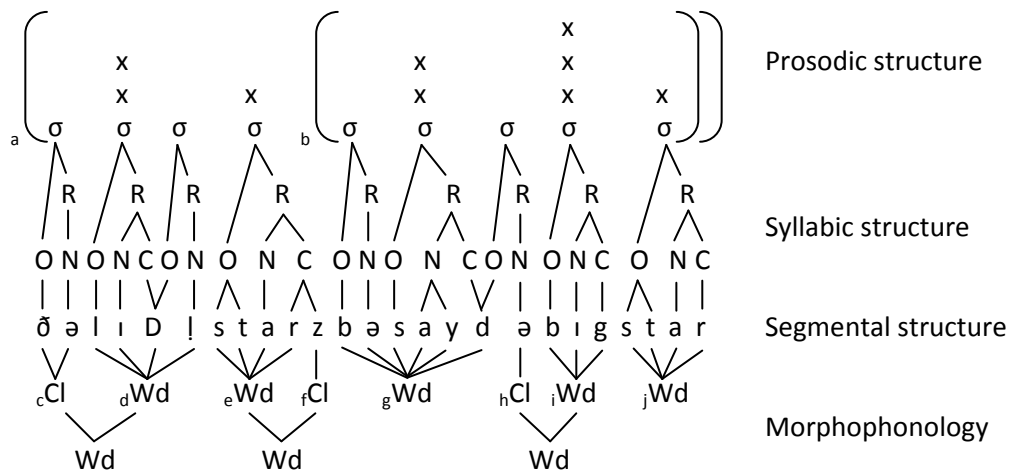 x
x x x Prosodic structure
x x x x x
a σ σ σ σ b σ σ σ σ σ
R R R R R R R
Syllabic structure
O N O N C O N O N C O N O N C O N O N C O N C
ð ə l ɪ D l̩ s t a r z b ə s a y d ə b ɪ g s t a r Segmental structure
cCl dWd eWd fCl gWd hCl iWd jWd
Morphophonology
Wd Wd Wd